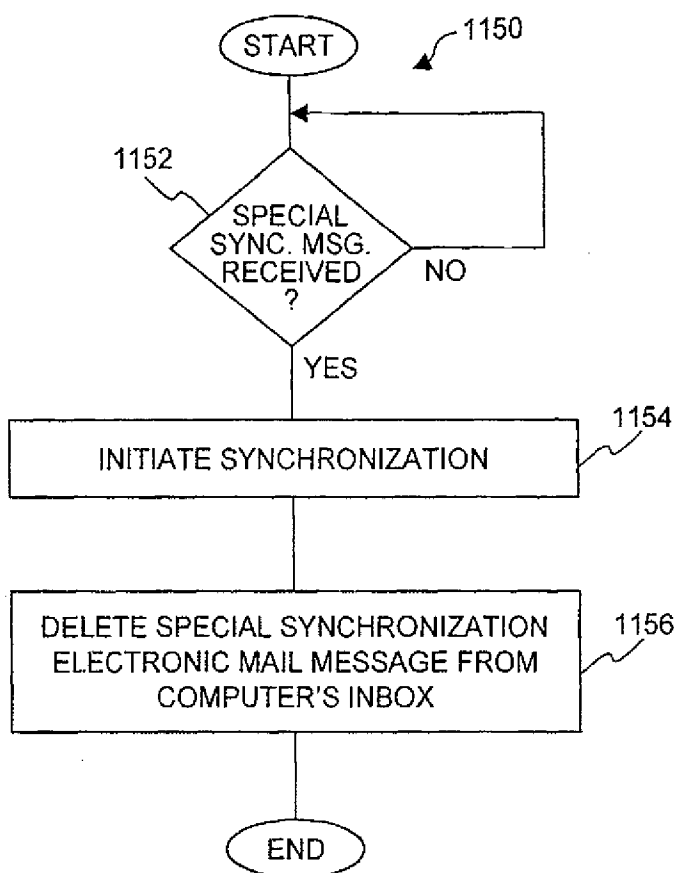 START
1150
1152
SPECIAL
SYNC. MSG.
RECEIVED
?
NO
YES
1154
INITIATE SYNCHRONIZATION
DELETE SPECIAL SYNCHRONIZATION
ELECTRONIC MAIL MESSAGE FROM
COMPUTER'S INBOX
1156
END